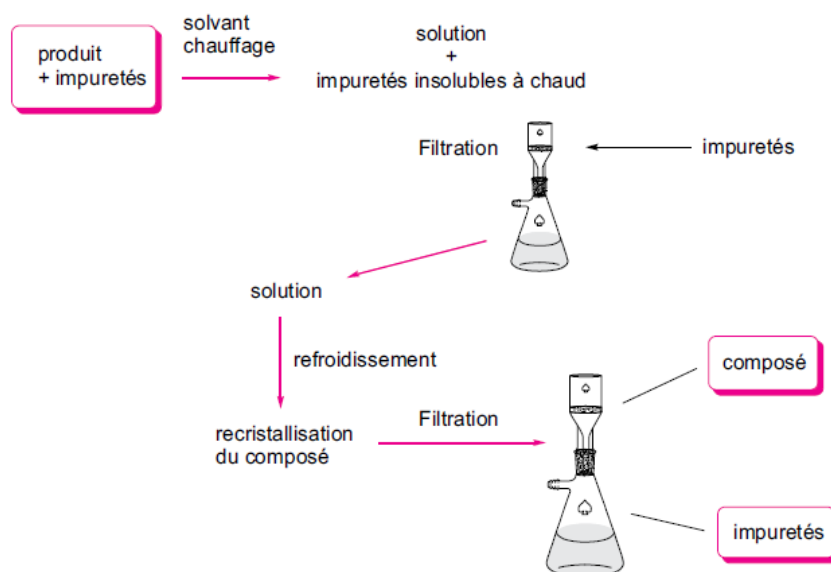 produit
+ impuretés
solvant
chauffage
solution
+
impuretés insolubles à chaud
Filtration
impuretés
solution
refroidissement
recristallisation
du composé
Filtration
composé
impuretés